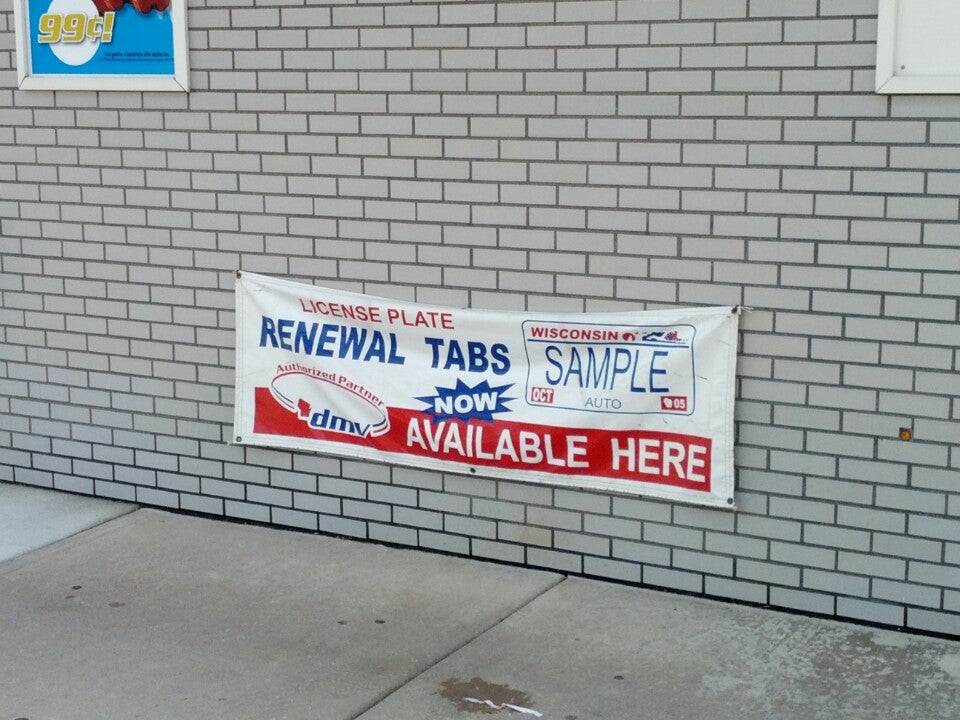 99¢!
LICENSE PLATE
RENEWAL TABS
Authorized Partner
dmv
NOW
AVAILABLE HERE
WISCONSIN
SAMPLE
OCT
AUTO
05